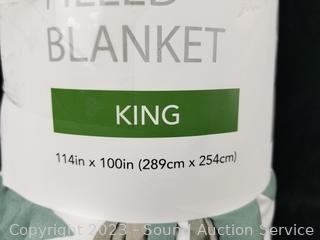 BLANKET
KING
114in x 100in (289cm x 254cm)
Copyright 2023 - Sound Auction Service